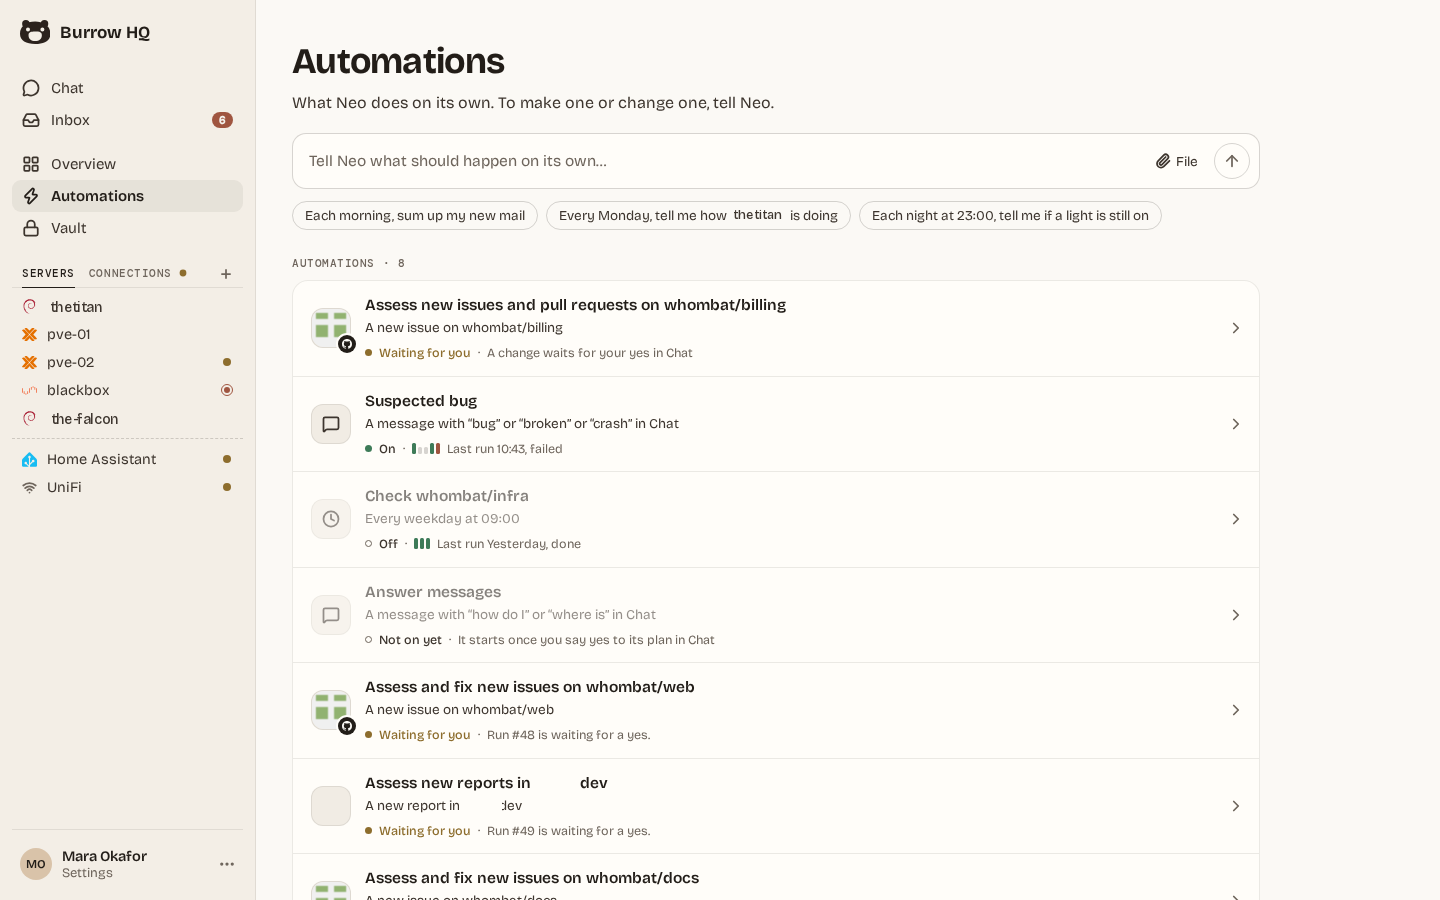 Burrow HQ
Chat
Inbox
6
Overview
Automations
Vault
SERVERS
CONNECTIONS
thetitan
pve-01
pve-02
blackbox
the-falcon
Home Assistant
UniFi
MO
Mara Okafor
Settings
Automations
What Neo does on its own. To make one or change one, tell Neo.
Tell Neo what should happen on its own...
File
Each morning, sum up my new mail
Every Monday, tell me how thetitan is doing
Each night at 23:00, tell me if a light is still on
AUTOMATIONS · 8
Assess new issues and pull requests on whombat/billing
A new issue on whombat/billing
Waiting for you · A change waits for your yes in Chat
Suspected bug
A message with “bug” or “broken” or “crash” in Chat
On · Last run 10:43, failed
Check whombat/infra
Every weekday at 09:00
Off · Last run Yesterday, done
Answer messages
A message with “how do I” or “where is” in Chat
Not on yet · It starts once you say yes to its plan in Chat
Assess and fix new issues on whombat/web
A new issue on whombat/web
Waiting for you · Run #48 is waiting for a yes.
Assess new reports in dev
A new report in dev
Waiting for you · Run #49 is waiting for a yes.
Assess and fix new issues on whombat/docs
A new issue on whombat/docs